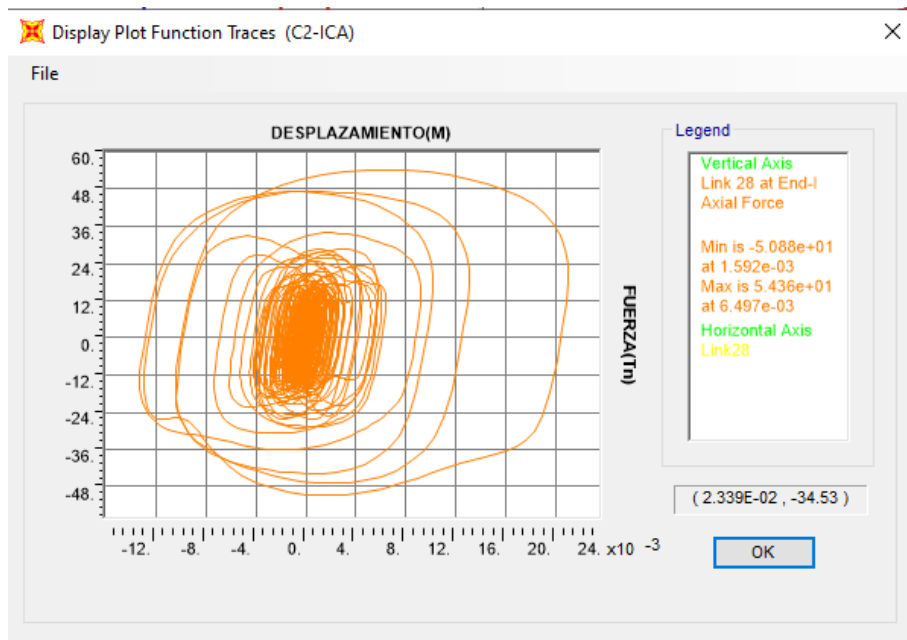 Display Plot Function Traces (C2-ICA)
File
DESPLAZAMIENTO(M)
60.
48.
36.
24.
12.
0.
-12.
-24.
-36.
-48.
-12. -8. -4. 0. 4. 8. 12. 16. 20. 24. x10 -3
FUERZA(Tn)
Legend
Vertical Axis
Link 28 at End-I
Axial Force
Min is -5.088e+01
at 1.592e-03
Max is 5.436e+01
at 6.497e-03
Horizontal Axis
Link28
( 2.339E-02 , -34.53 )
OK